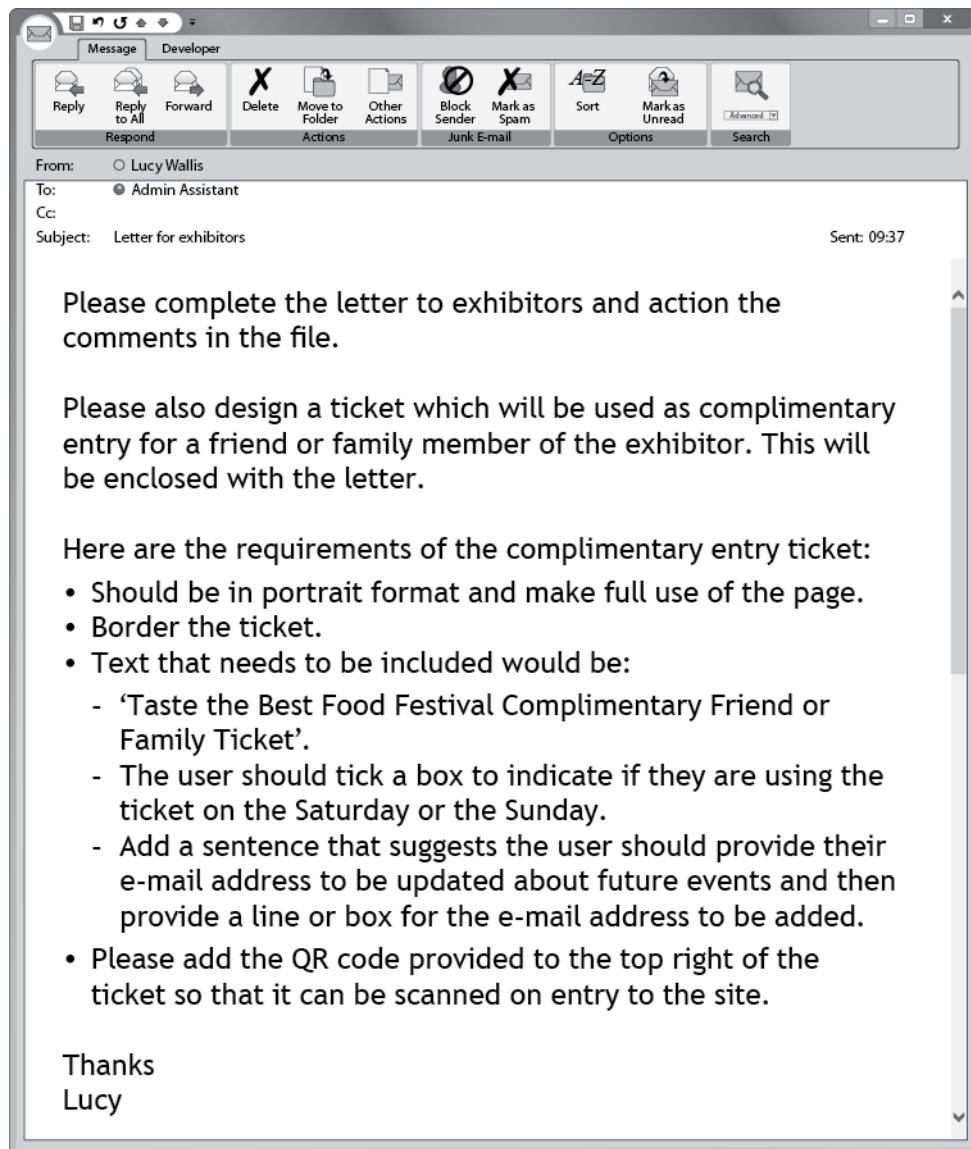 Message Developer
Reply Reply to All Forward Delete Move to Folder Other Actions Block Sender Mark as Spam A=Z Sort Mark as Unread Advanced
Respond Actions Junk E-mail Options Search
From: Lucy Wallis
To: Admin Assistant
Cc:
Subject: Letter for exhibitors Sent: 09:37
Please complete the letter to exhibitors and action the
comments in the file.
Please also design a ticket which will be used as complimentary
entry for a friend or family member of the exhibitor. This will
be enclosed with the letter.
Here are the requirements of the complimentary entry ticket:
• Should be in portrait format and make full use of the page.
• Border the ticket.
• Text that needs to be included would be:
- ‘Taste the Best Food Festival Complimentary Friend or
Family Ticket’.
- The user should tick a box to indicate if they are using the
ticket on the Saturday or the Sunday.
- Add a sentence that suggests the user should provide their
e-mail address to be updated about future events and then
provide a line or box for the e-mail address to be added.
• Please add the QR code provided to the top right of the
ticket so that it can be scanned on entry to the site.
Thanks
Lucy